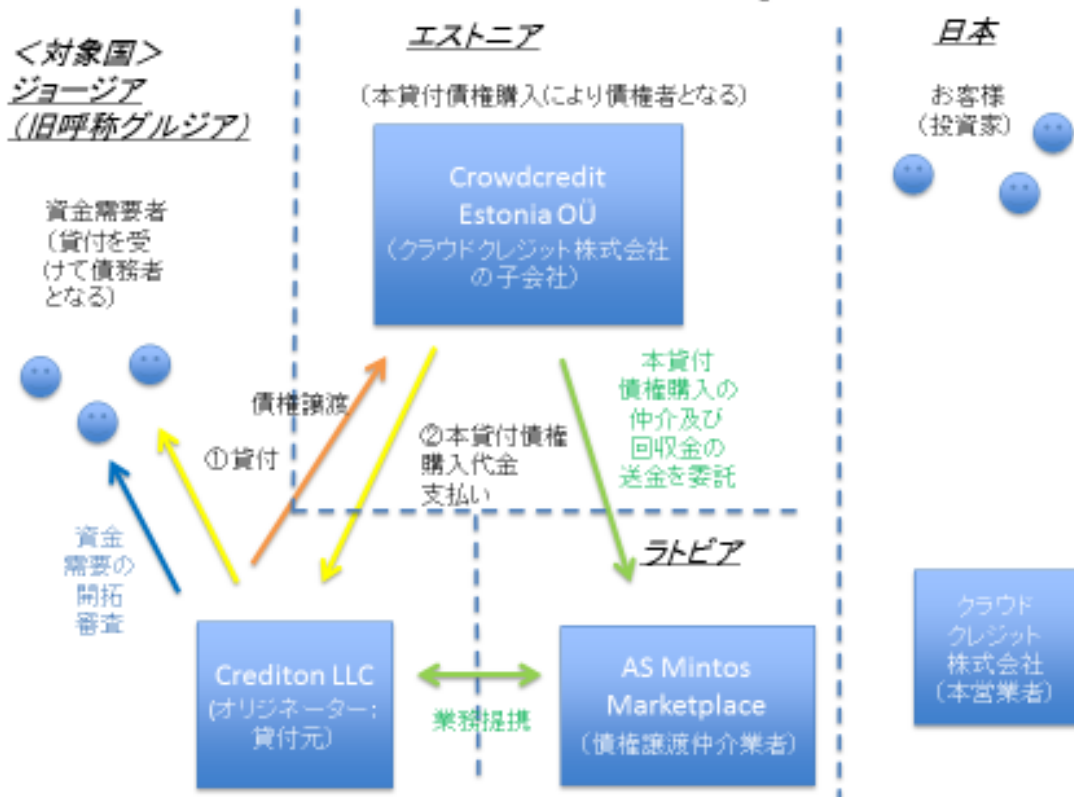 ＜対象国＞
ジョージア
（旧呼称グルジア）
資金需要者
（貸付を受
けて債務者
となる）
エストニア
（本貸付債権購入により債権者となる）
Crowdcredit
Estonia OÜ
（クラウドクレジット株式会社
の子会社）
日本
お客様
（投資家）
債権譲渡
①貸付
②本貸付債権
購入代金
支払い
本貸付
債権購入の
仲介及び
回収金の
送金を委託
資金
需要の
開拓
審査
ラトビア
Crediton LLC
(オリジネーター；
貸付元）
業務提携
AS Mintos
Marketplace
（債権譲渡仲介業者）
クラウド
クレジット
株式会社
（本営業者）